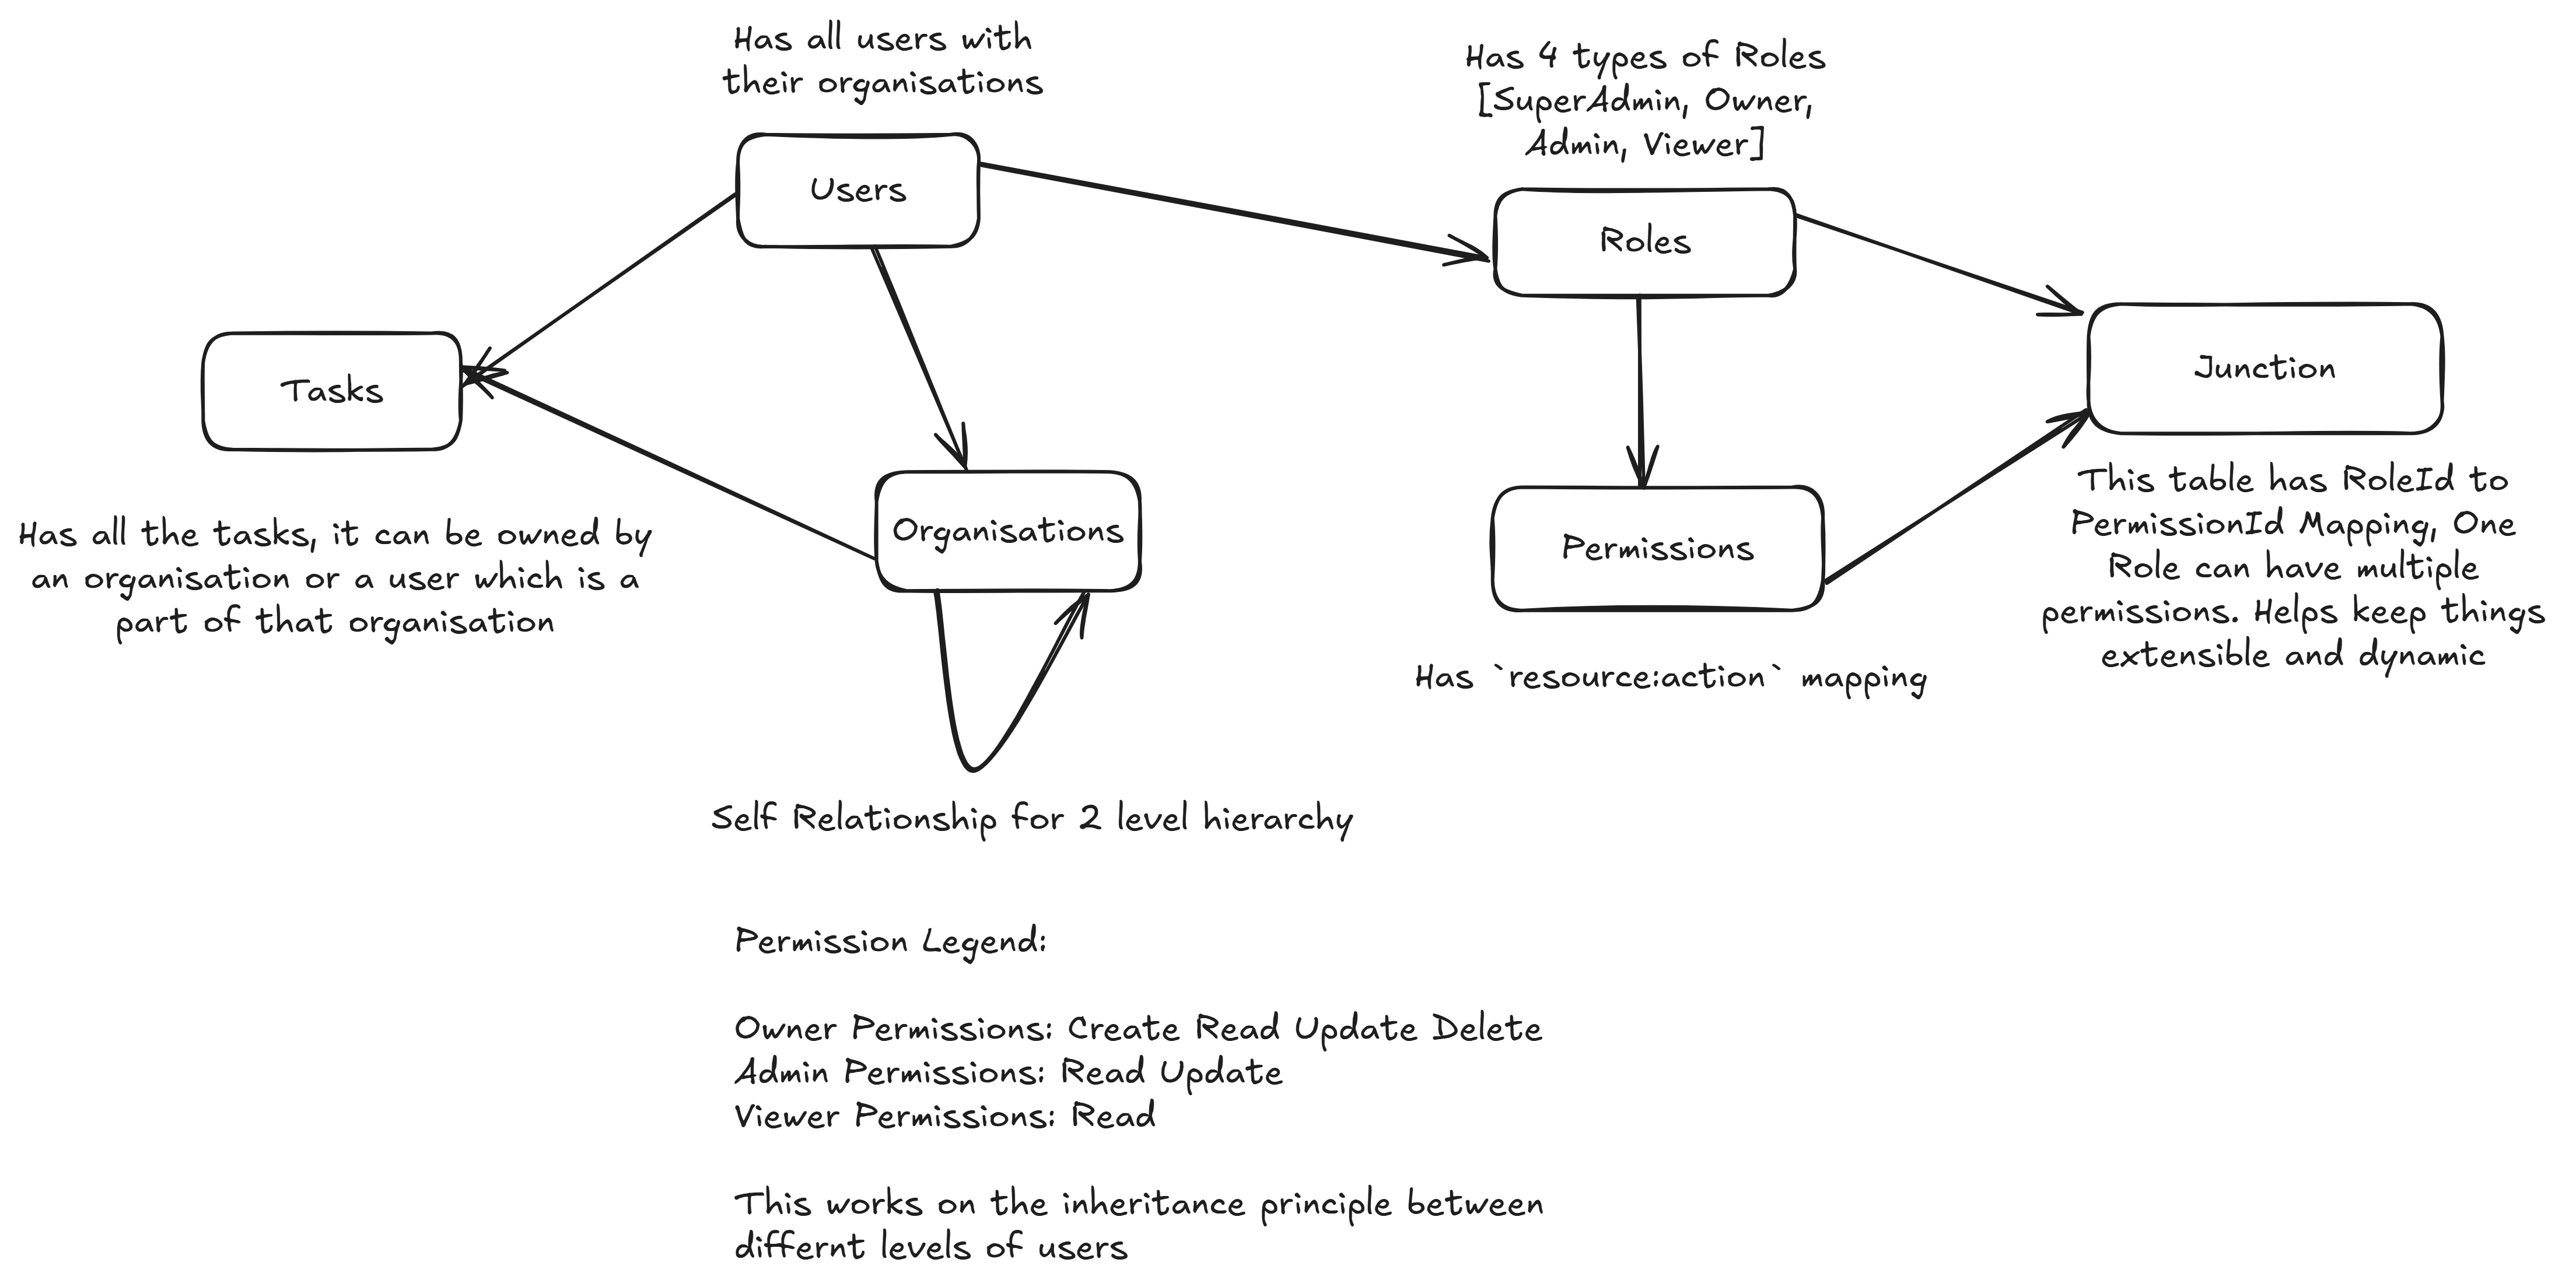 Has all users with
their organisations
Has 4 types of Roles
[SuperAdmin, Owner,
Admin, Viewer]
Users
Roles
Tasks
Junction
Organisations
Permissions
Has all the tasks, it can be owned by
an organisation or a user which is a
part of that organisation
This table has RoleId to
PermissionId Mapping, One
Role can have multiple
permissions. Helps keep things
extensible and dynamic
Has `resource:action` mapping
Self Relationship for 2 level hierarchy
Permission Legend:
Owner Permissions: Create Read Update Delete
Admin Permissions: Read Update
Viewer Permissions: Read
This works on the inheritance principle between
differnt levels of users